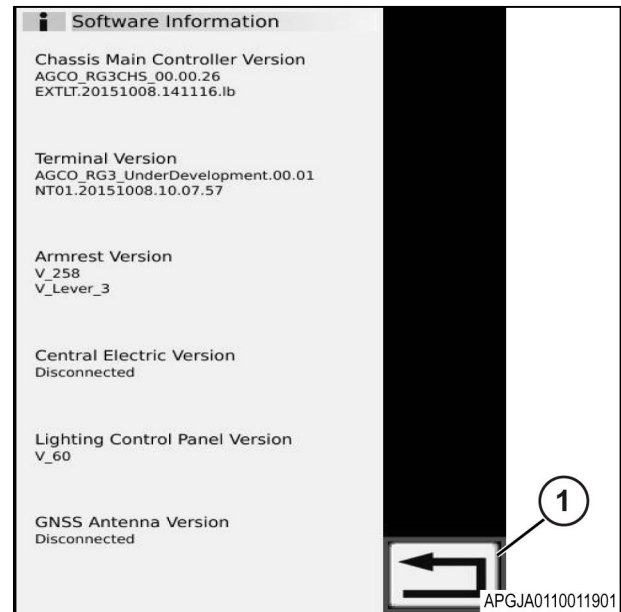 i Software Information
Chassis Main Controller Version
AGCO_RG3CHS_00.00.26
EXTLT.20151008.141116.lb
Terminal Version
AGCO_RG3_UnderDevelopment.00.01
NT01.20151008.10.07.57
Armrest Version
V_258
V_Lever_3
Central Electric Version
Disconnected
Lighting Control Panel Version
V_60
GNSS Antenna Version
Disconnected
1
APGJA0110011901